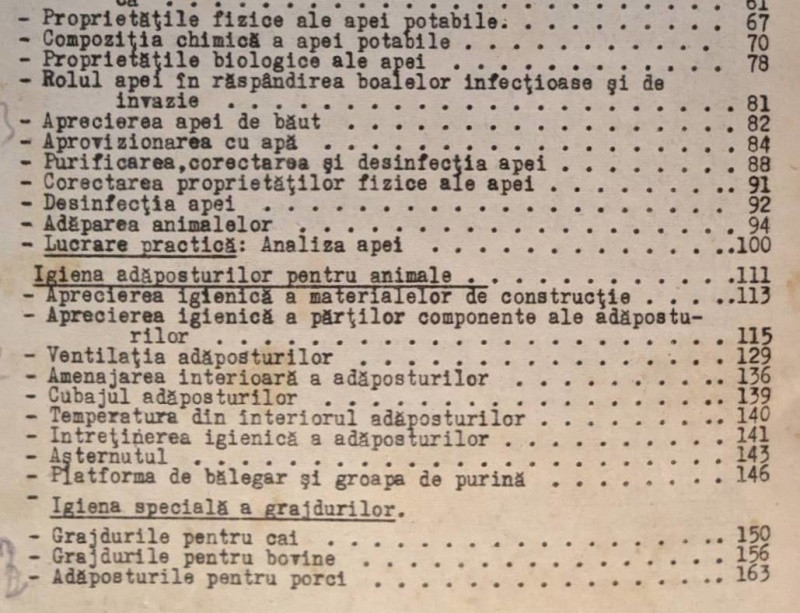 ca . . . . . . . . . . . . . . . . . . . . 61
- Proprietăţile fizice ale apei potabile. . . . . . . . . 67
- Compoziţia chimică a apei potabile . . . . . . . . . . 70
- Proprietăţile biologice ale apei . . . . . . . . . . . 78
- Rolul apei în răspândirea boalelor infecţioase şi de
invazie . . . . . . . . . . . . . . . . . . . . 81
- Aprecierea apei de băut . . . . . . . . . . . . . . . 82
- Aprovizionarea cu apă . . . . . . . . . . . . . . . . 84
- Purificarea,corectarea şi desinfecţia apei . . . . . . . 88
- Corectarea proprietăţilor fizice ale apei . . . . . . .. 91
- Desinfecţia apei . . . . . . . . . . . . . . . . . . 92
- Adăparea animalelor . . . . . . . . . . . . . . . . . 94
- Lucrare practică: Analiza apei . . . . . . . . . . . ..100
Igiena adăposturilor pentru animale . . . . . . . . . .111
- Aprecierea igienică a materialelor de construcţie . . . ..113
- Aprecierea igienică a părţilor componente ale adăpostu-
rilor . . . . . . . . . . . . . . . . . . . . 115
- Ventilaţia adăposturilor . . . . . . . . . . . . . . 129
- Amenajarea interioară a adăposturilor . . . . . . . .. 136
- Cubajul adăposturilor . . . . . . . . . . . . . . . .. 139
- Temperatura din interiorul adăposturilor . . . . . . .. 140
- Intreţinerea igienică a adăposturilor . . . . . . . . . 141
- Aşternutul . . . . . . . . . . . . . . . . . . . . . 143
- Platforma de bălegar şi groapa de purină . . . . . . . 146
- Igiena specială a grajdurilor.
- Grajdurile pentru cai . . . . . . . . . . . . . . . . 150
- Grajdurile pentru bovine . . . . . . . . . . . . . . . 156
- Adăposturile pentru porci . . . . . . . . . . . . . .. 163